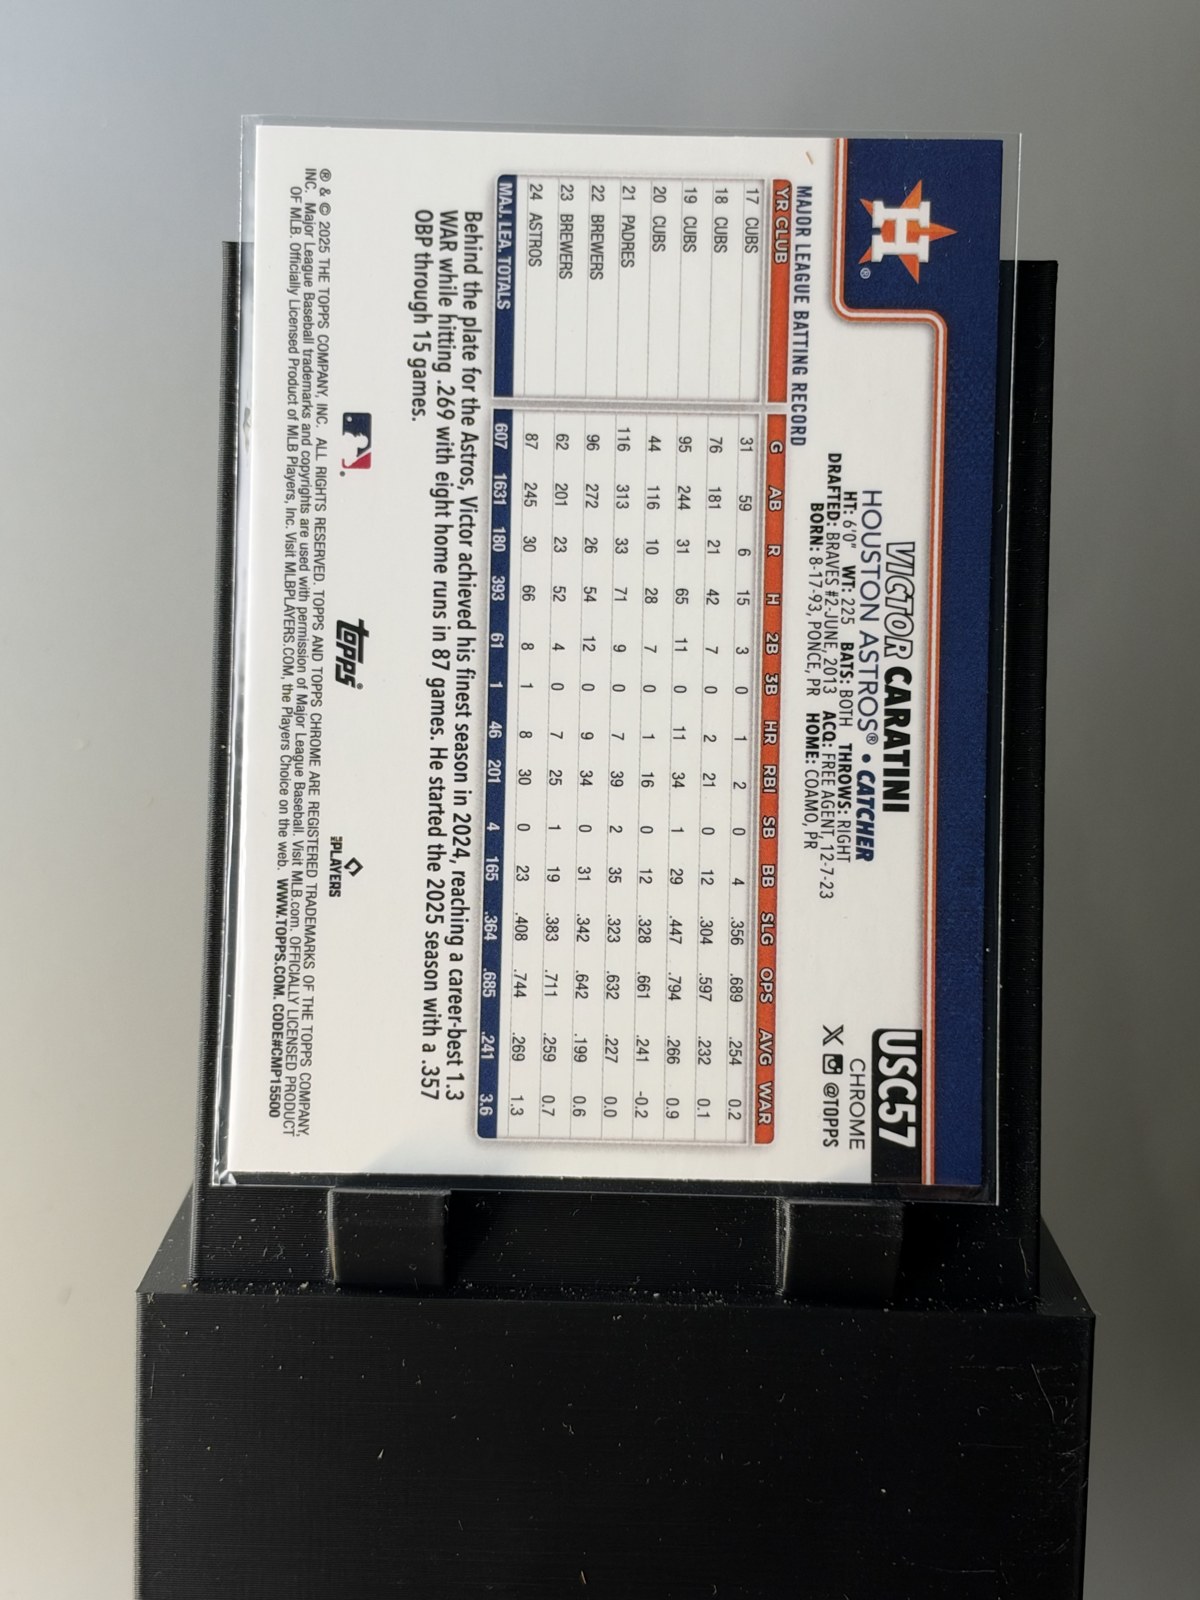 H®
USC57
VICTOR CARATINI
HOUSTON ASTROS® • CATCHER
CHROME
HT: 6'0" WT: 225 BATS: BOTH THROWS: RIGHT
DRAFTED: BRAVES #2-JUNE, 2013 ACQ: FREE AGENT, 12-7-23
BORN: 8-17-93, PONCE, PR HOME: COAMO, PR
X @TOPPS
MAJOR LEAGUE BATTING RECORD
YR CLUB G AB R H 2B 3B HR RBI SB BB SLG OPS AVG WAR
17 CUBS 31 59 6 15 3 0 1 2 0 4 .356 .689 .254 0.2
18 CUBS 76 181 21 42 7 0 2 21 0 12 .304 .597 .232 0.1
19 CUBS 95 244 31 65 11 0 11 34 1 29 .447 .794 .266 0.9
20 CUBS 44 116 10 28 7 0 1 16 0 12 .328 .661 .241 -0.2
21 PADRES 116 313 33 71 9 0 7 39 2 35 .323 .632 .227 0.0
22 BREWERS 96 272 26 54 12 0 9 34 0 31 .342 .642 .199 0.6
23 BREWERS 62 201 23 52 4 0 7 25 1 19 .383 .711 .259 0.7
24 ASTROS 87 245 30 66 8 1 8 30 0 23 .408 .744 .269 1.3
MAJ. LEA. TOTALS 607 1631 180 393 61 1 46 201 4 165 .364 .685 .241 3.6
Behind the plate for the Astros, Victor achieved his finest season in 2024, reaching a career-best 1.3
WAR while hitting .269 with eight home runs in 87 games. He started the 2025 season with a .357
OBP through 15 games.
topps
MLB PLAYERS
® & © 2025 THE TOPPS COMPANY, INC. ALL RIGHTS RESERVED. TOPPS AND TOPPS CHROME ARE REGISTERED TRADEMARKS OF THE TOPPS COMPANY,
INC. Major League Baseball trademarks and copyrights are used with permission of Major League Baseball. Visit MLB.com. OFFICIALLY LICENSED PRODUCT
OF MLB. Officially Licensed Product of MLB Players, Inc. Visit MLBPLAYERS.COM, the Players Choice on the web. WWW.TOPPS.COM. CODE#CMP15500